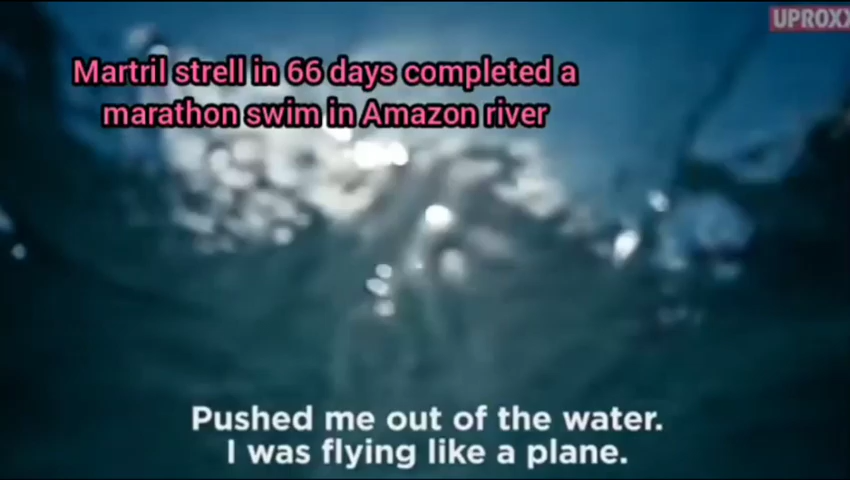 UPROXX
Martril strell in 66 days completed a
marathon swim in Amazon river
Pushed me out of the water.
I was flying like a plane.